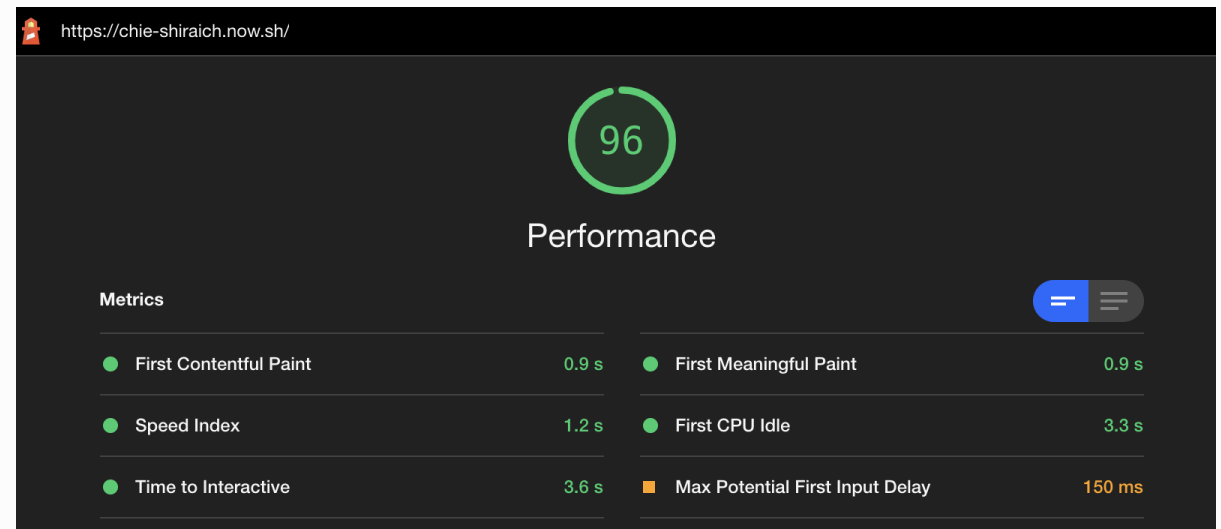 https://chie-shiraich.now.sh/
96
Performance
Metrics
First Contentful Paint 0.9 s
First Meaningful Paint 0.9 s
Speed Index 1.2 s
First CPU Idle 3.3 s
Time to Interactive 3.6 s
Max Potential First Input Delay 150 ms